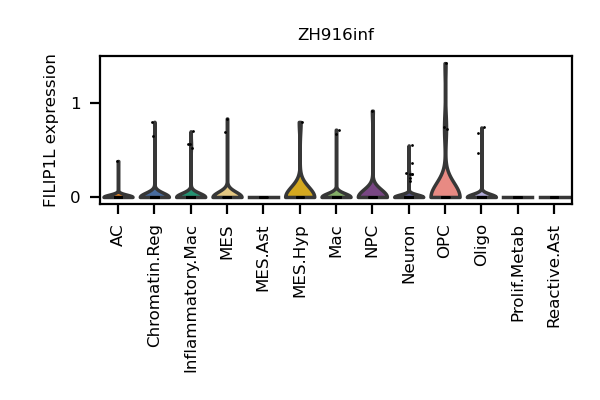 ZH916inf
FILIP1L expression
1
0
AC
Chromatin.Reg
Inflammatory.Mac
MES
MES.Ast
MES.Hyp
Mac
NPC
Neuron
OPC
Oligo
Prolif.Metab
Reactive.Ast